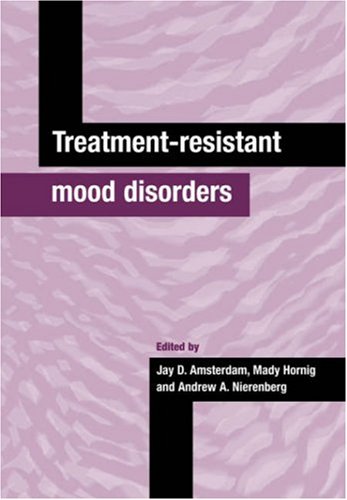 Treatment-resistant
mood disorders
Edited by
Jay D. Amsterdam, Mady Hornig
and Andrew A. Nierenberg